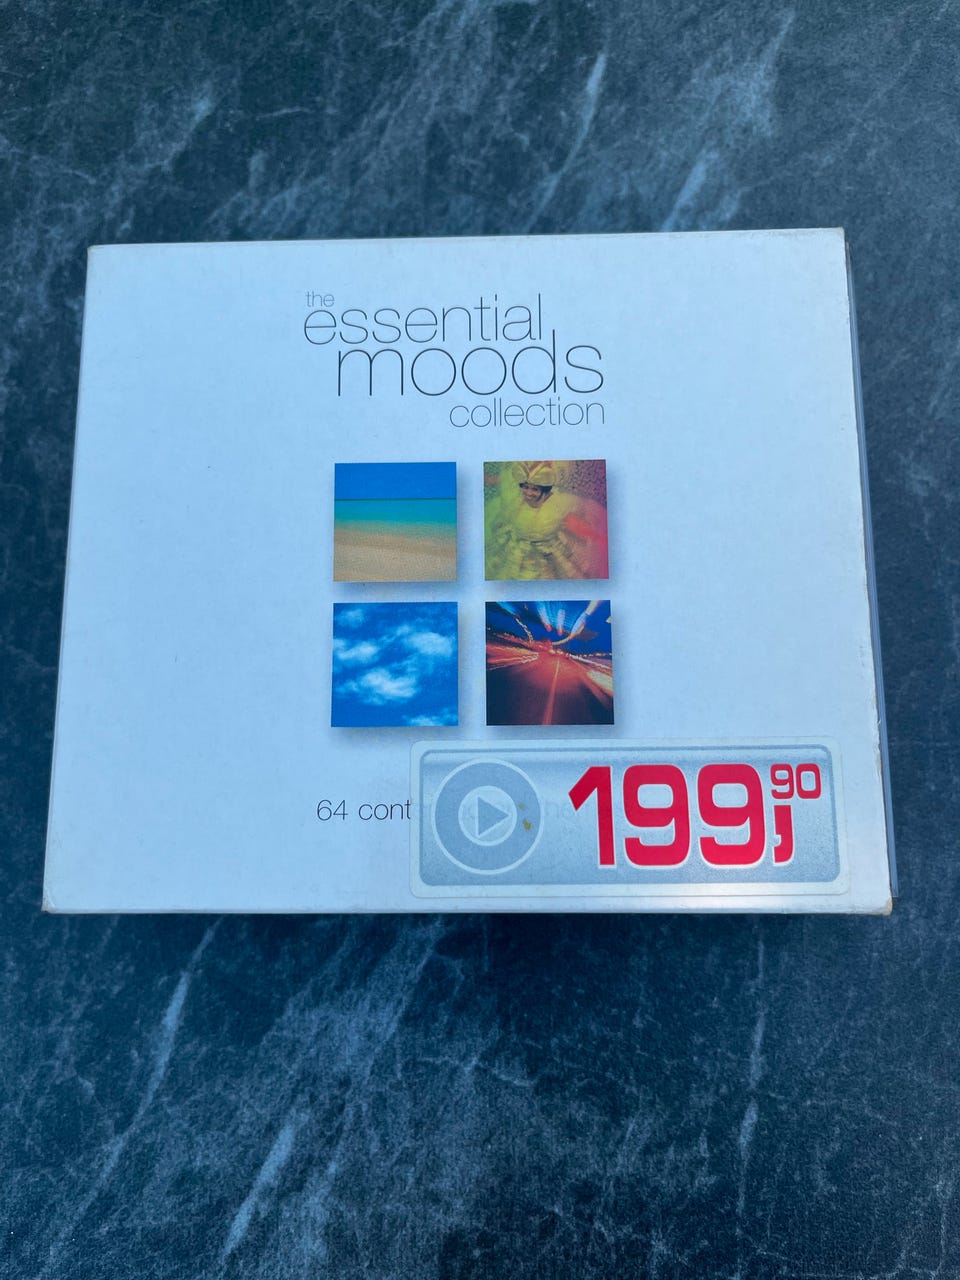 the
essential
moods
collection
64 cont
199,90